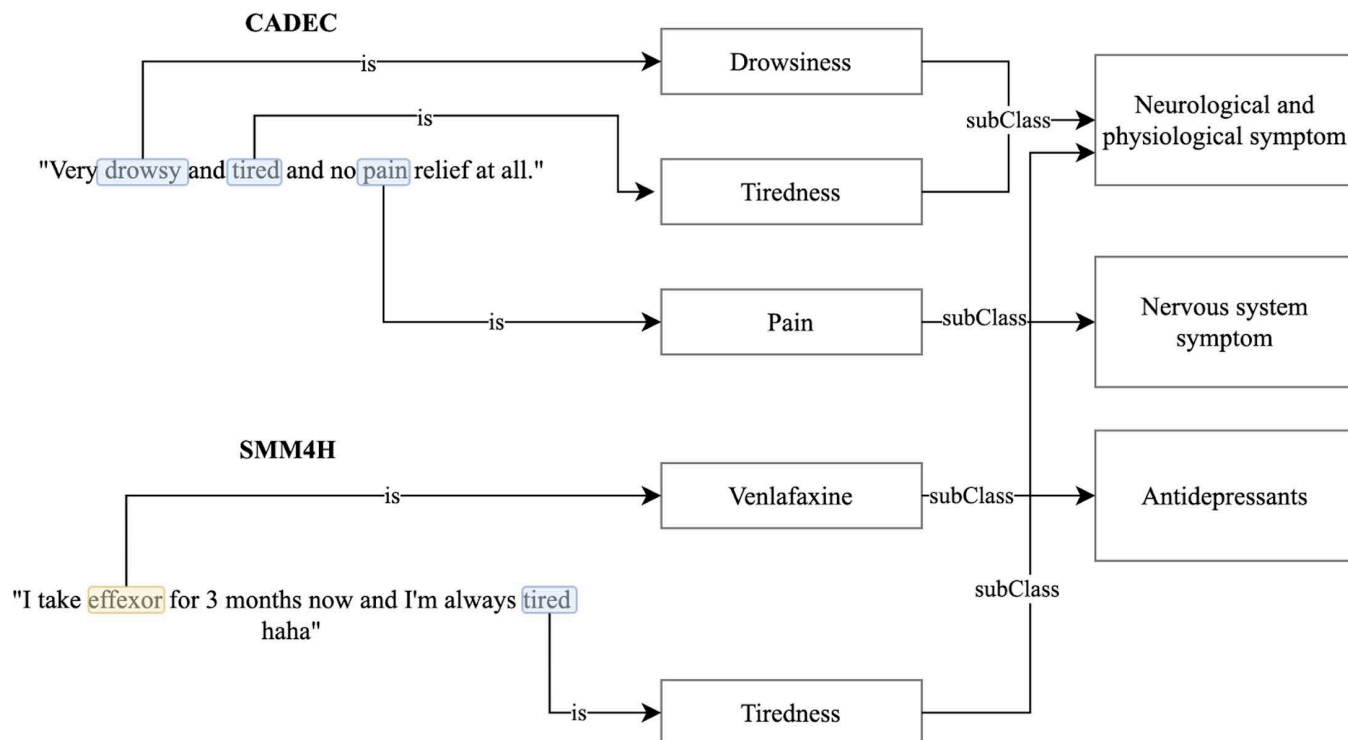 CADEC
is
Drowsiness
is
Neurological and
physiological symptom
subClass
"Very drowsy and tired and no pain relief at all."
Tiredness
is
Pain
subClass
Nervous system
symptom
SMM4H
is
Venlafaxine
subClass
Antidepressants
"I take effexor for 3 months now and I'm always tired
haha"
subClass
is
Tiredness